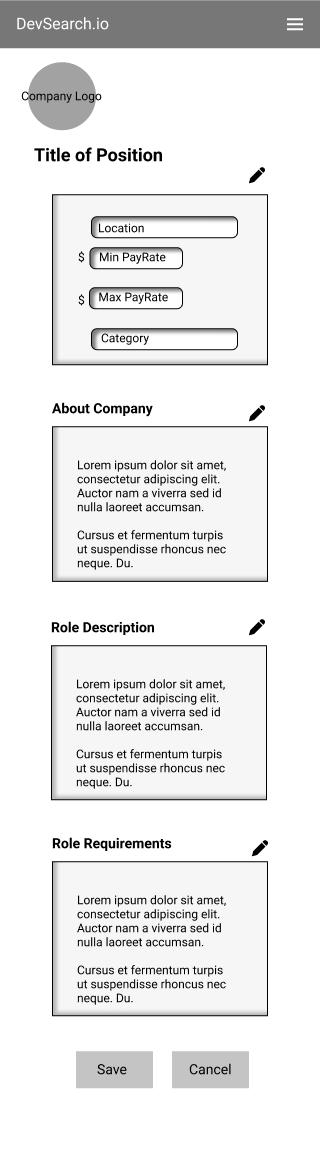 DevSearch.io
Company Logo
Title of Position
Location
$ Min PayRate
$ Max PayRate
Category
About Company
Lorem ipsum dolor sit amet,
consectetur adipiscing elit.
Auctor nam a viverra sed id
nulla laoreet accumsan.
Cursus et fermentum turpis
ut suspendisse rhoncus nec
neque. Du.
Role Description
Lorem ipsum dolor sit amet,
consectetur adipiscing elit.
Auctor nam a viverra sed id
nulla laoreet accumsan.
Cursus et fermentum turpis
ut suspendisse rhoncus nec
neque. Du.
Role Requirements
Lorem ipsum dolor sit amet,
consectetur adipiscing elit.
Auctor nam a viverra sed id
nulla laoreet accumsan.
Cursus et fermentum turpis
ut suspendisse rhoncus nec
neque. Du.
Save Cancel